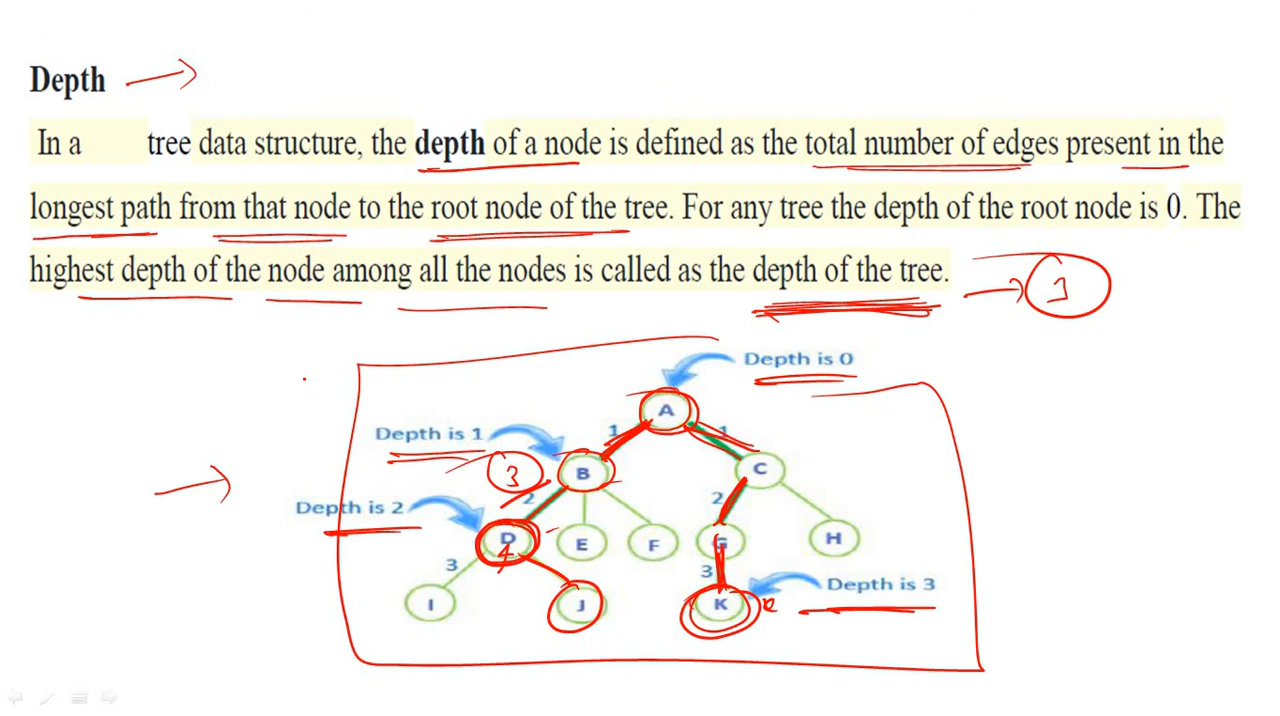 Depth
In a tree data structure, the depth of a node is defined as the total number of edges present in the
longest path from that node to the root node of the tree. For any tree the depth of the root node is 0. The
highest depth of the node among all the nodes is called as the depth of the tree.
3
Depth is 0
A
Depth is 1
1
1
3
B
C
Depth is 2
2
2
D
E
F
G
H
3
3
Depth is 3
I
J
K